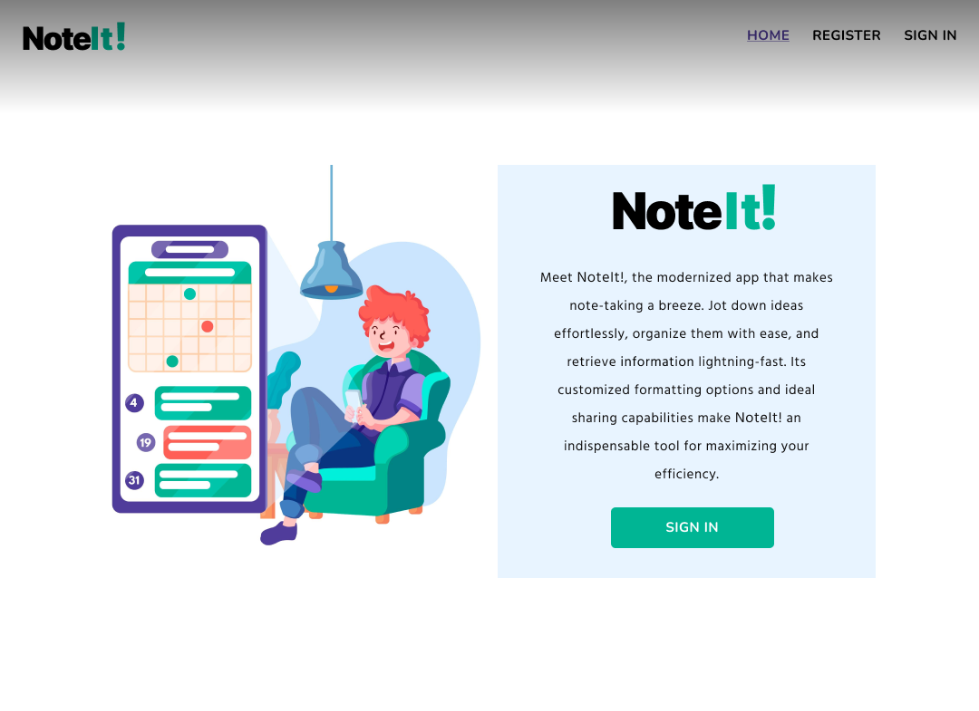 NoteIt!
HOME REGISTER SIGN IN
NoteIt!
Meet NoteIt!, the modernized app that makes
note-taking a breeze. Jot down ideas
effortlessly, organize them with ease, and
retrieve information lightning-fast. Its
customized formatting options and ideal
sharing capabilities make NoteIt! an
indispensable tool for maximizing your
efficiency.
SIGN IN
4
19
31